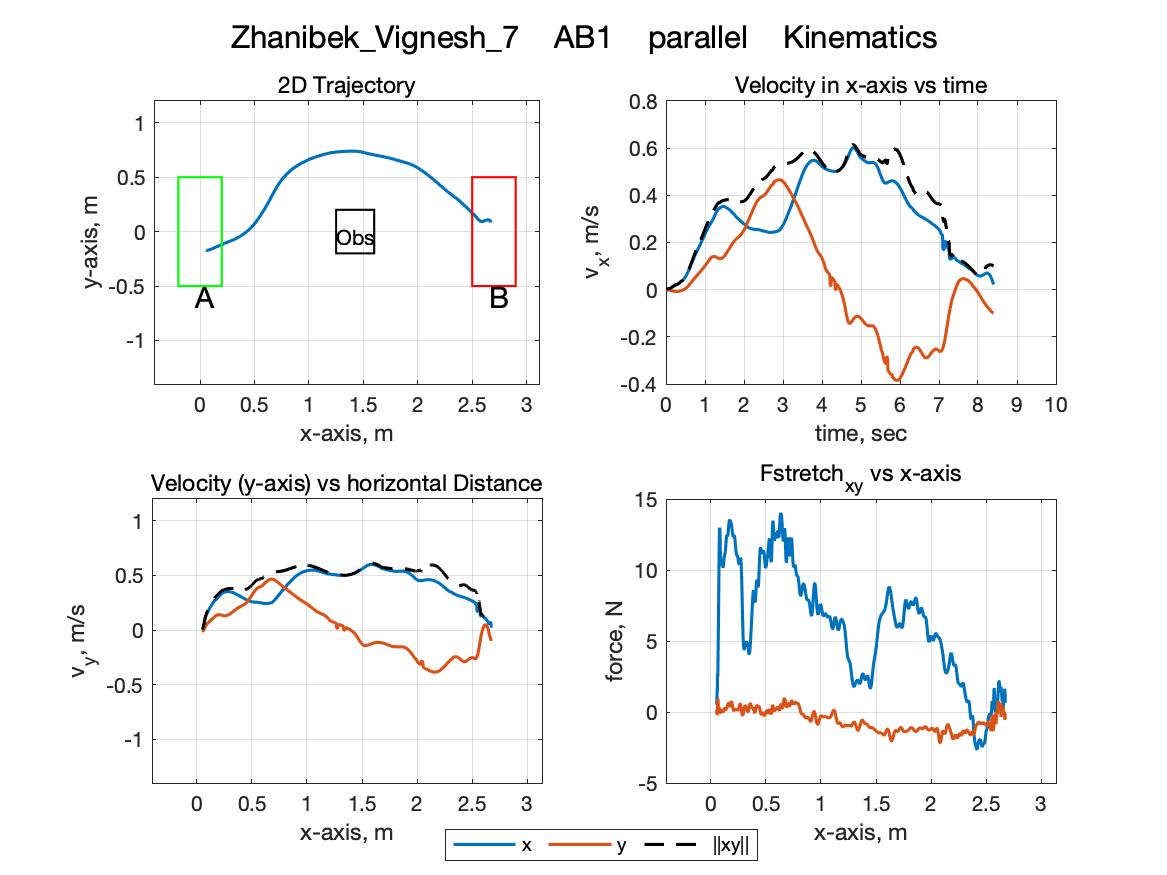 Zhanibek_Vignesh_7 AB1 parallel Kinematics
2D Trajectory
1
0.5
0
-0.5
-1
y-axis, m
Obs
A
B
0 0.5 1 1.5 2 2.5 3
x-axis, m
Velocity in x-axis vs time
0.8
0.6
0.4
0.2
0
-0.2
-0.4
v_x, m/s
0 1 2 3 4 5 6 7 8 9 10
time, sec
Velocity (y-axis) vs horizontal Distance
1
0.5
0
-0.5
-1
v_y, m/s
0 0.5 1 1.5 2 2.5 3
x-axis, m
Fstretch_xy vs x-axis
15
10
5
0
-5
force, N
0 0.5 1 1.5 2 2.5 3
x-axis, m
x y ||xy||